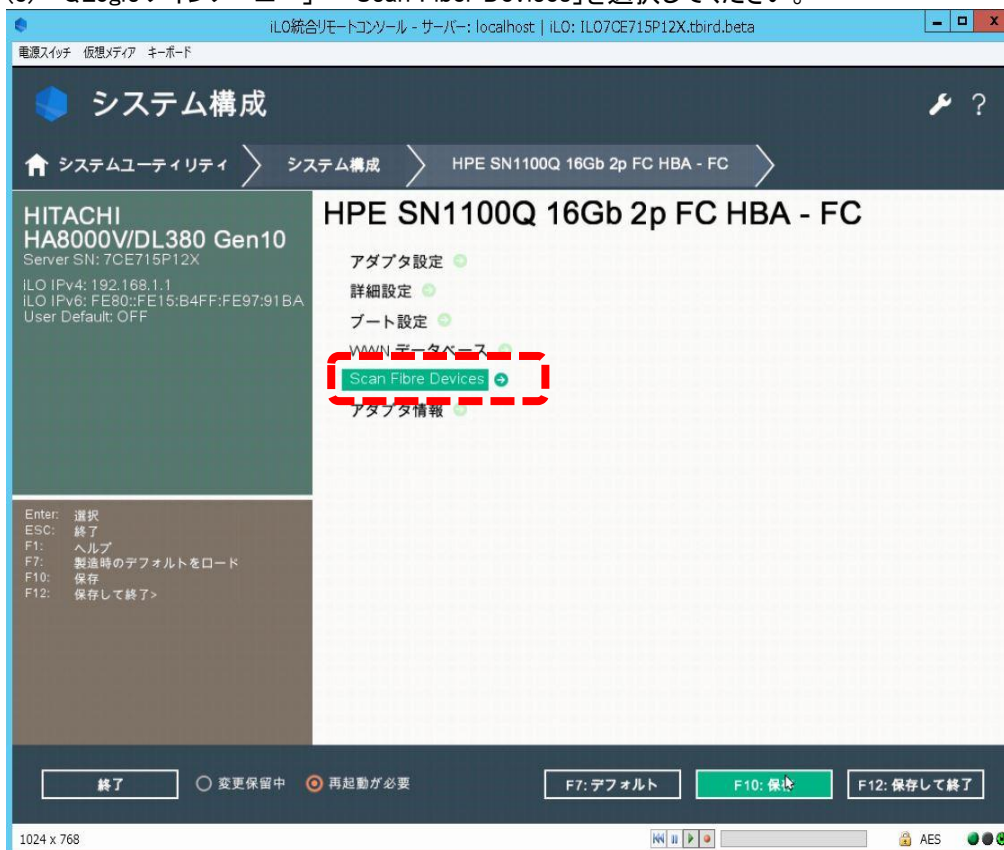 iLO統合リモートコンソール - サーバー: localhost | iLO: ILO7CE715P12X.tbird.beta
電源スイッチ 仮想メディア キーボード
システム構成
?
システムユーティリティ
システム構成
HPE SN1100Q 16Gb 2p FC HBA - FC
HITACHI
HA8000V/DL380 Gen10
Server SN: 7CE715P12X
iLO IPv4: 192.168.1.1
iLO IPv6: FE80::FE15:B4FF:FE97:91BA
User Default: OFF
HPE SN1100Q 16Gb 2p FC HBA - FC
アダプタ設定
詳細設定
ブート設定
WWN データベース
Scan Fibre Devices
アダプタ情報
Enter: 選択
ESC: 終了
F1: ヘルプ
F7: 製造時のデフォルトをロード
F10: 保存
F12: 保存して終了>
終了
変更保留中
再起動が必要
F7: デフォルト
F10: 保存
F12: 保存して終了
1024 x 768
AES